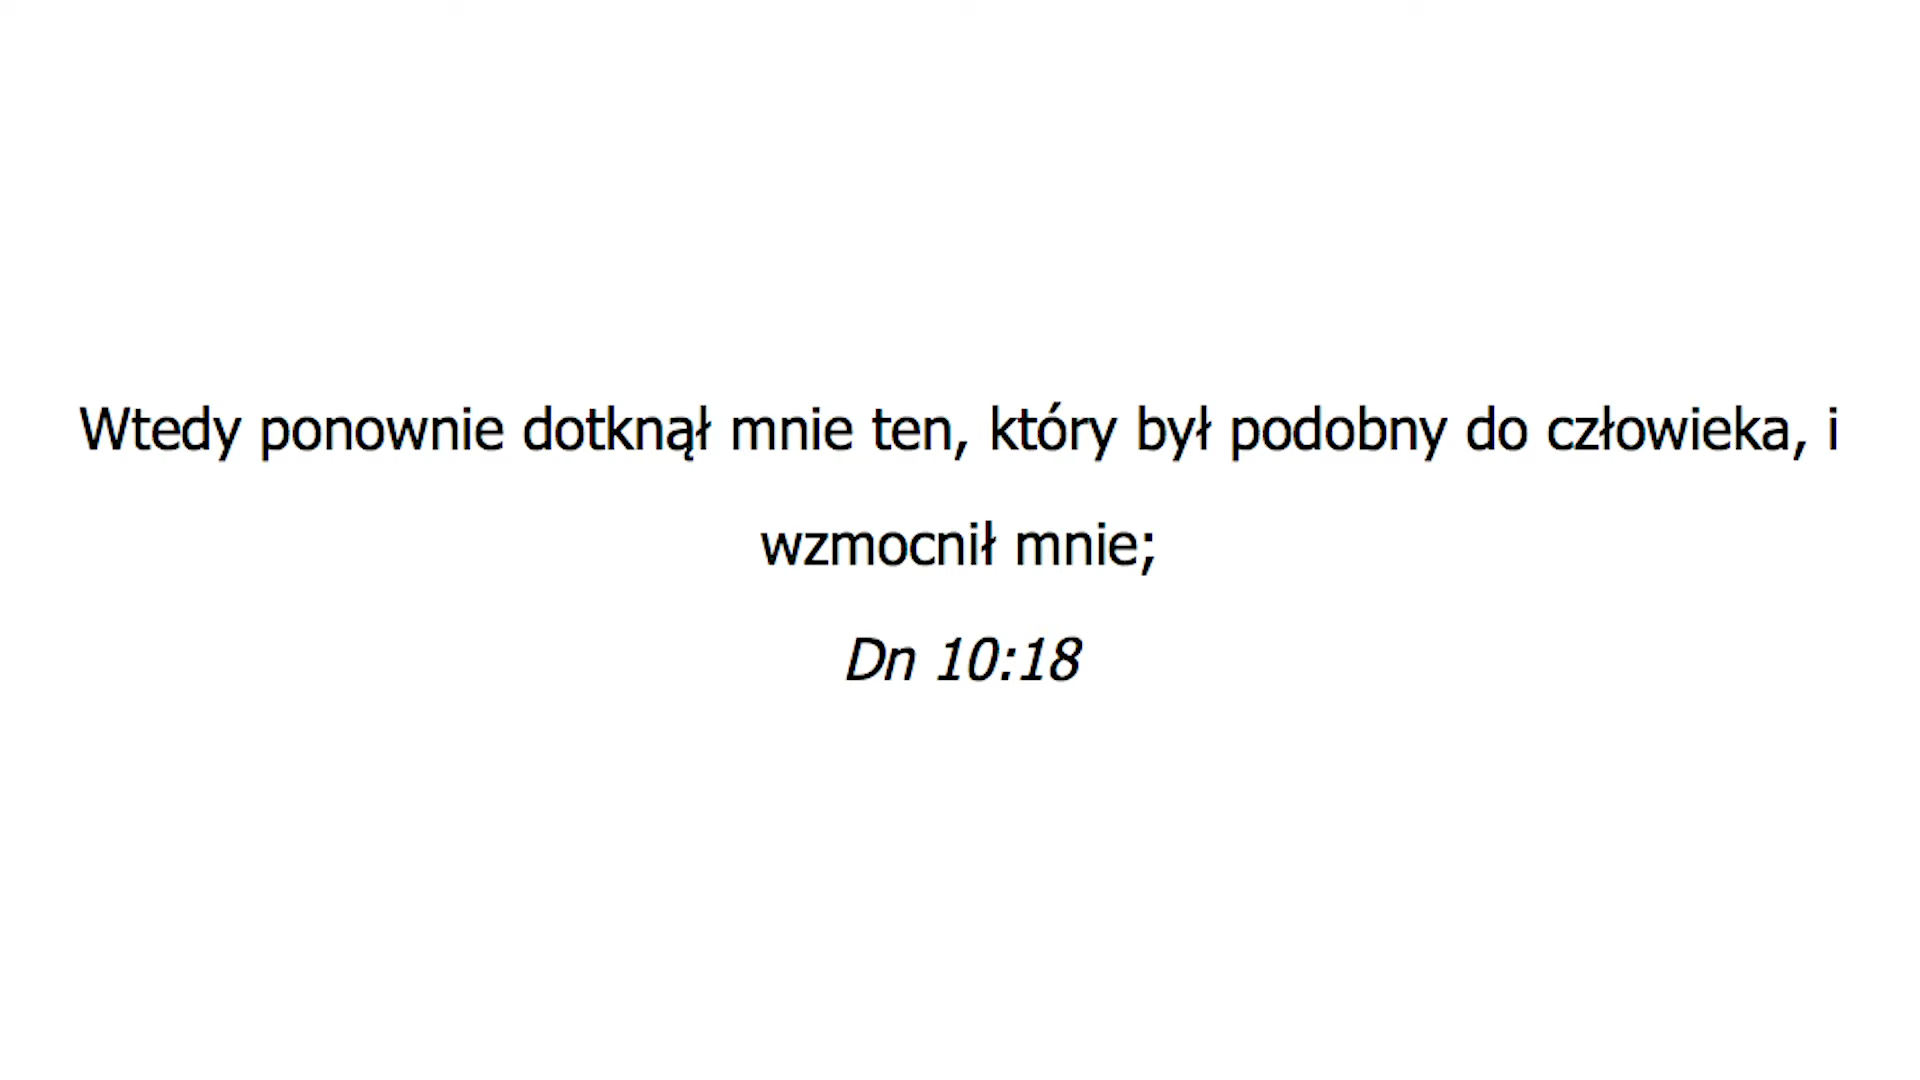 Wtedy ponownie dotknął mnie ten, który był podobny do człowieka, i
wzmocnił mnie;
Dn 10:18